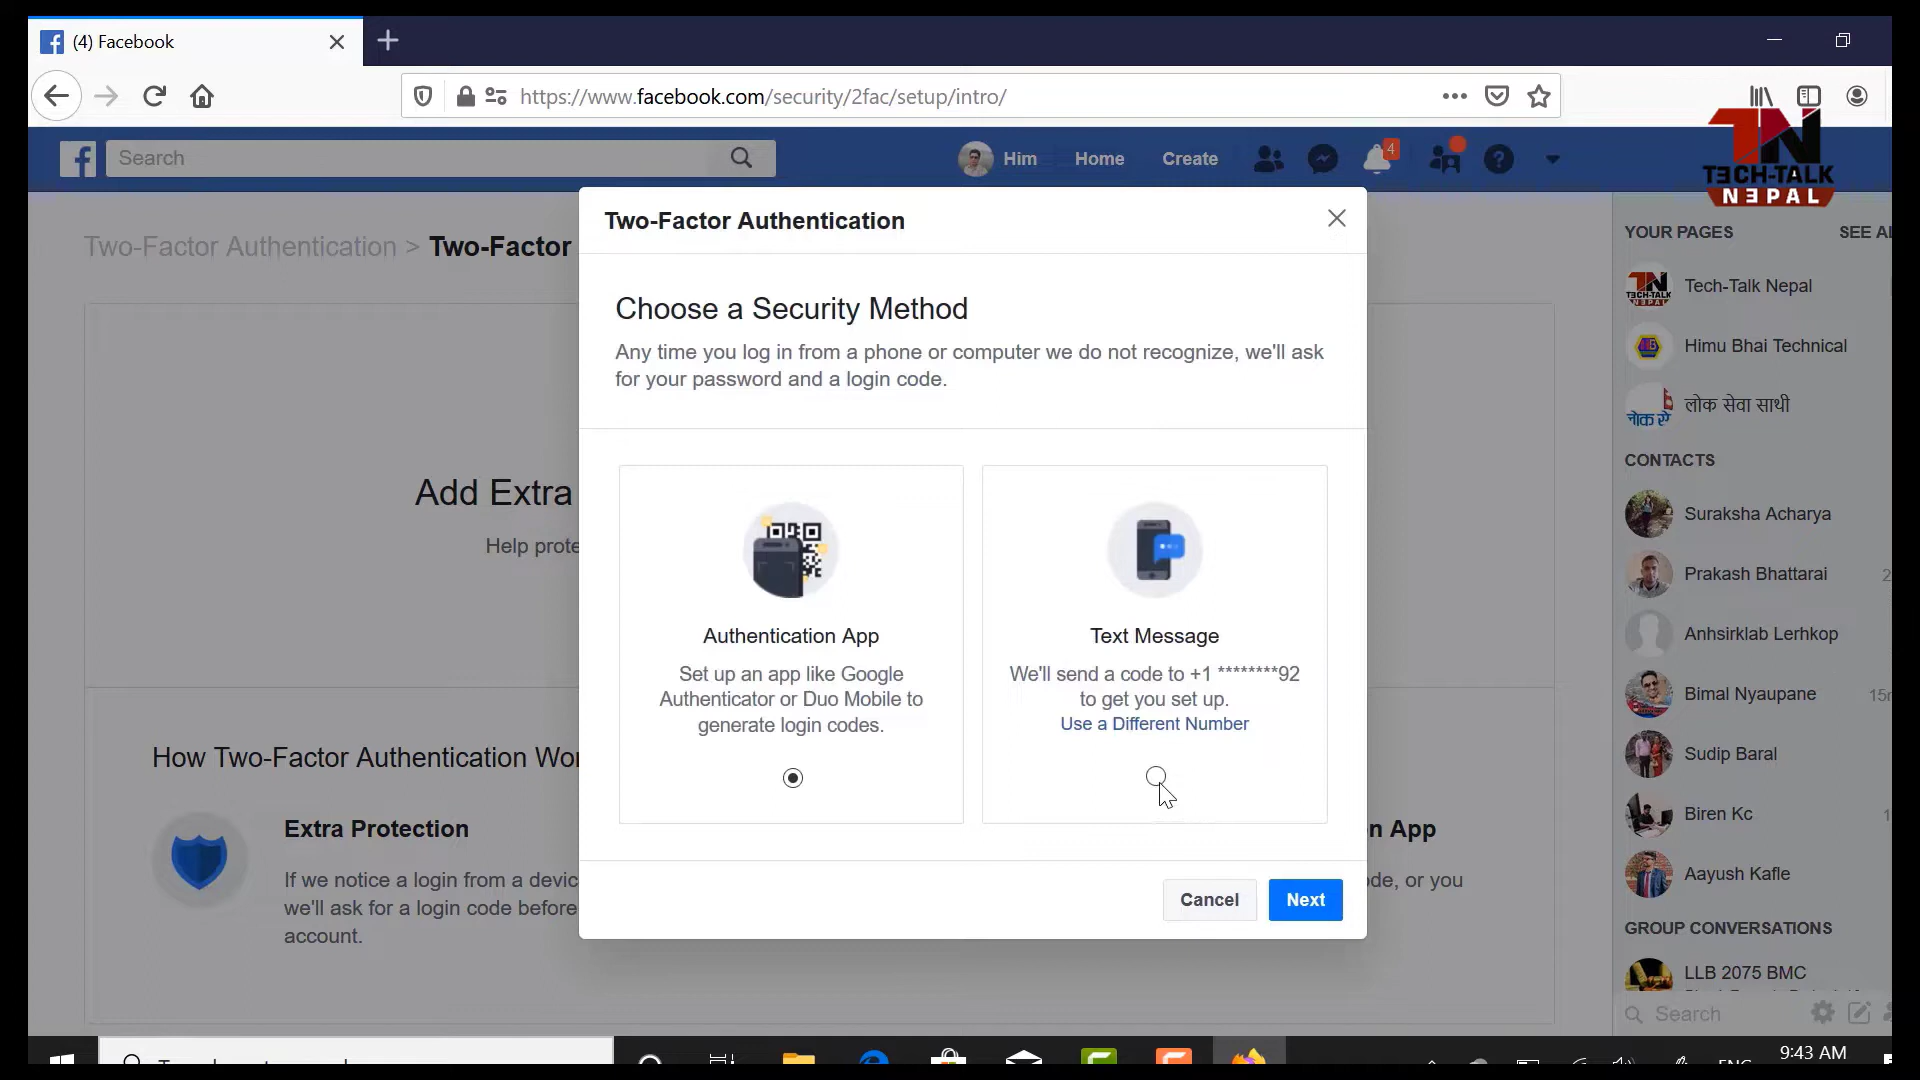 (4) Facebook
https://www.facebook.com/security/2fac/setup/intro/
Search
Him
Home
Create
4
TECH-TALK
NEPAL
Two-Factor Authentication > Two-Factor
Two-Factor Authentication
Choose a Security Method
Any time you log in from a phone or computer we do not recognize, we'll ask
for your password and a login code.
Authentication App
Set up an app like Google
Authenticator or Duo Mobile to
generate login codes.
Text Message
We'll send a code to +1 ********92
to get you set up.
Use a Different Number
Cancel
Next
Add Extra
Help prote
How Two-Factor Authentication Wor
Extra Protection
If we notice a login from a devic
we'll ask for a login code before
account.
n App
ode, or you
YOUR PAGES
SEE AL
Tech-Talk Nepal
Himu Bhai Technical
लोक सेवा साथी
CONTACTS
Suraksha Acharya
Prakash Bhattarai
2
Anhsirklab Lerhkop
Bimal Nyaupane
15m
Sudip Baral
Biren Kc
1
Aayush Kafle
GROUP CONVERSATIONS
LLB 2075 BMC
Search
ENG
9:43 AM